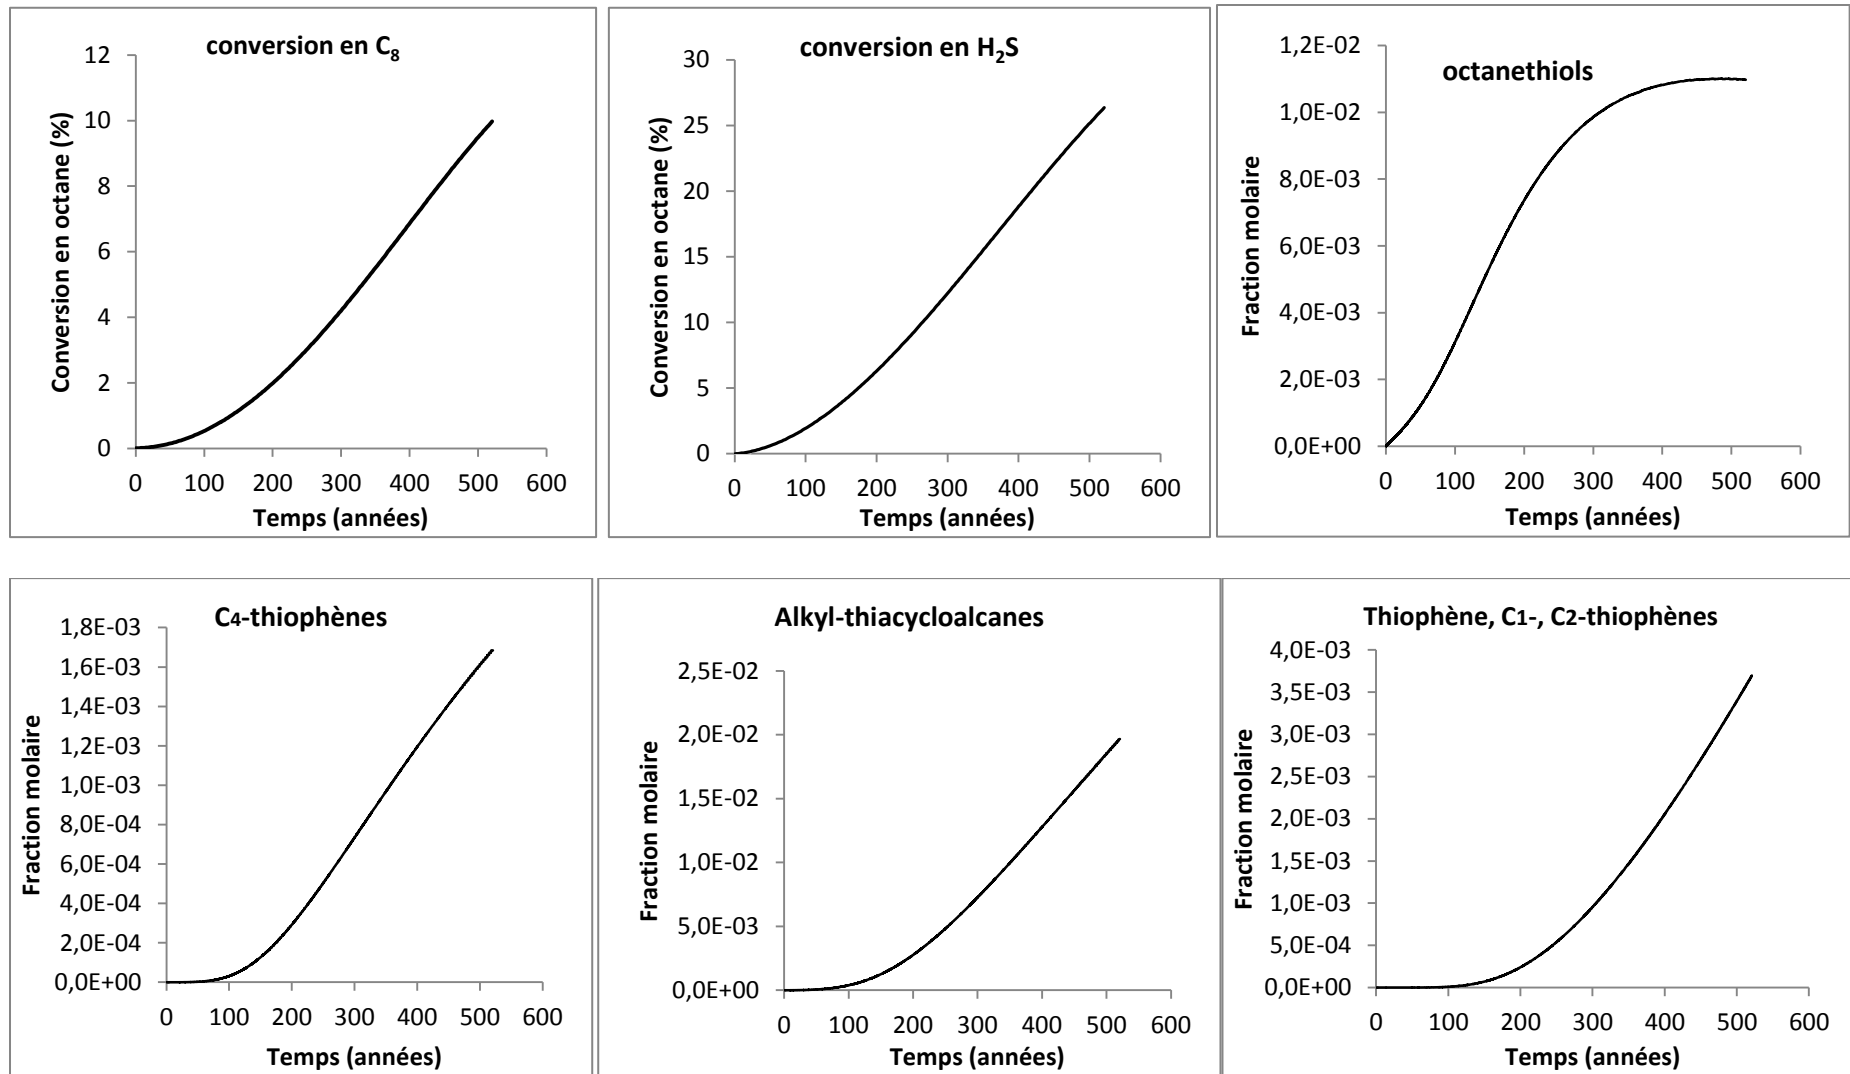 conversion en C8
Conversion en octane (%)
12
10
8
6
4
2
0
0 100 200 300 400 500 600
Temps (années)
conversion en H2S
Conversion en octane (%)
30
25
20
15
10
5
0
0 100 200 300 400 500 600
Temps (années)
octanethiols
Fraction molaire
1,2E-02
1,0E-02
8,0E-03
6,0E-03
4,0E-03
2,0E-03
0,0E+00
0 100 200 300 400 500 600
Temps (années)
C4-thiophènes
Fraction molaire
1,8E-03
1,6E-03
1,4E-03
1,2E-03
1,0E-03
8,0E-04
6,0E-04
4,0E-04
2,0E-04
0,0E+00
0 100 200 300 400 500 600
Temps (années)
Alkyl-thiacycloalcanes
Fraction molaire
2,5E-02
2,0E-02
1,5E-02
1,0E-02
5,0E-03
0,0E+00
0 100 200 300 400 500 600
Temps (années)
Thiophène, C1-, C2-thiophènes
Fraction molaire
4,0E-03
3,5E-03
3,0E-03
2,5E-03
2,0E-03
1,5E-03
1,0E-03
5,0E-04
0,0E+00
0 100 200 300 400 500 600
Temps (années)